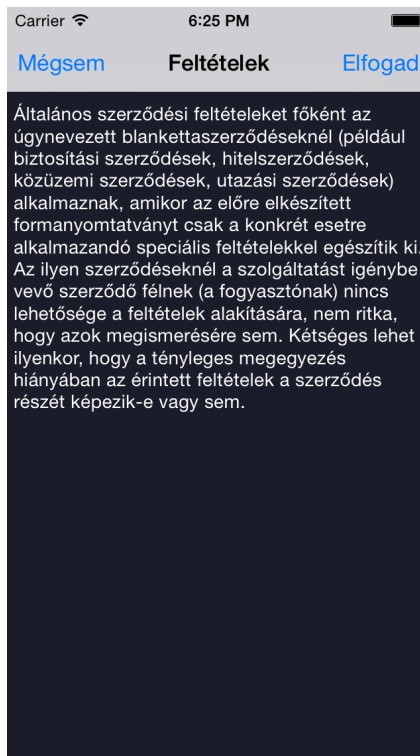 Carrier 6:25 PM
Mégsem Feltételek Elfogad
Általános szerződési feltételeket főként az
úgynevezett blankettaszerződéseknél (például
biztosítási szerződések, hitelszerződések,
közüzemi szerződések, utazási szerződések)
alkalmaznak, amikor az előre elkészített
formanyomtatványt csak a konkrét esetre
alkalmazandó speciális feltételekkel egészítik ki.
Az ilyen szerződéseknél a szolgáltatást igénybe
vevő szerződő félnek (a fogyasztónak) nincs
lehetősége a feltételek alakítására, nem ritka,
hogy azok megismerésére sem. Kétséges lehet
ilyenkor, hogy a tényleges megegyezés
hiányában az érintett feltételek a szerződés
részét képezik-e vagy sem.